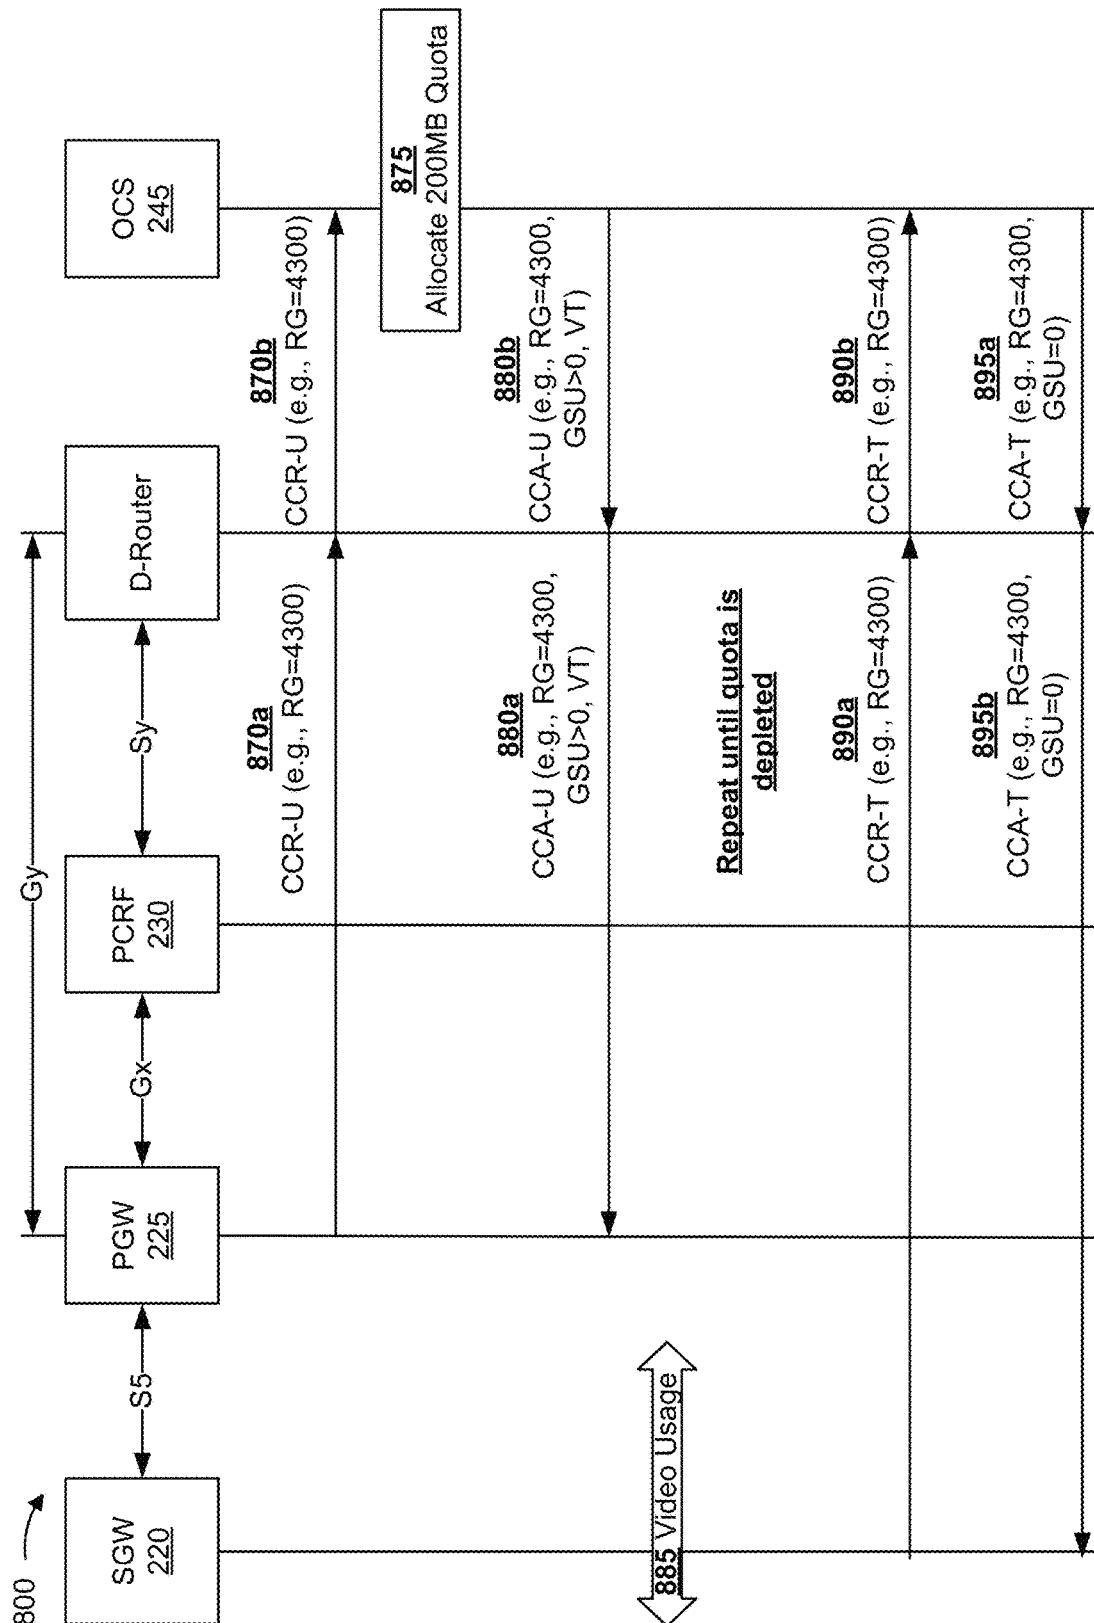 800
SGW
220
S5
PGW
225
Gx
PCRF
230
Sy
D-Router
OCS
245
Gy
870a
CCR-U (e.g., RG=4300)
870b
CCR-U (e.g., RG=4300)
875
Allocate 200MB Quota
880a
CCA-U (e.g., RG=4300,
GSU>0, VT)
880b
CCA-U (e.g., RG=4300,
GSU>0, VT)
885 Video Usage
Repeat until quota is
depleted
890a
CCR-T (e.g., RG=4300)
890b
CCR-T (e.g., RG=4300)
895b
CCA-T (e.g., RG=4300,
GSU=0)
895a
CCA-T (e.g., RG=4300,
GSU=0)